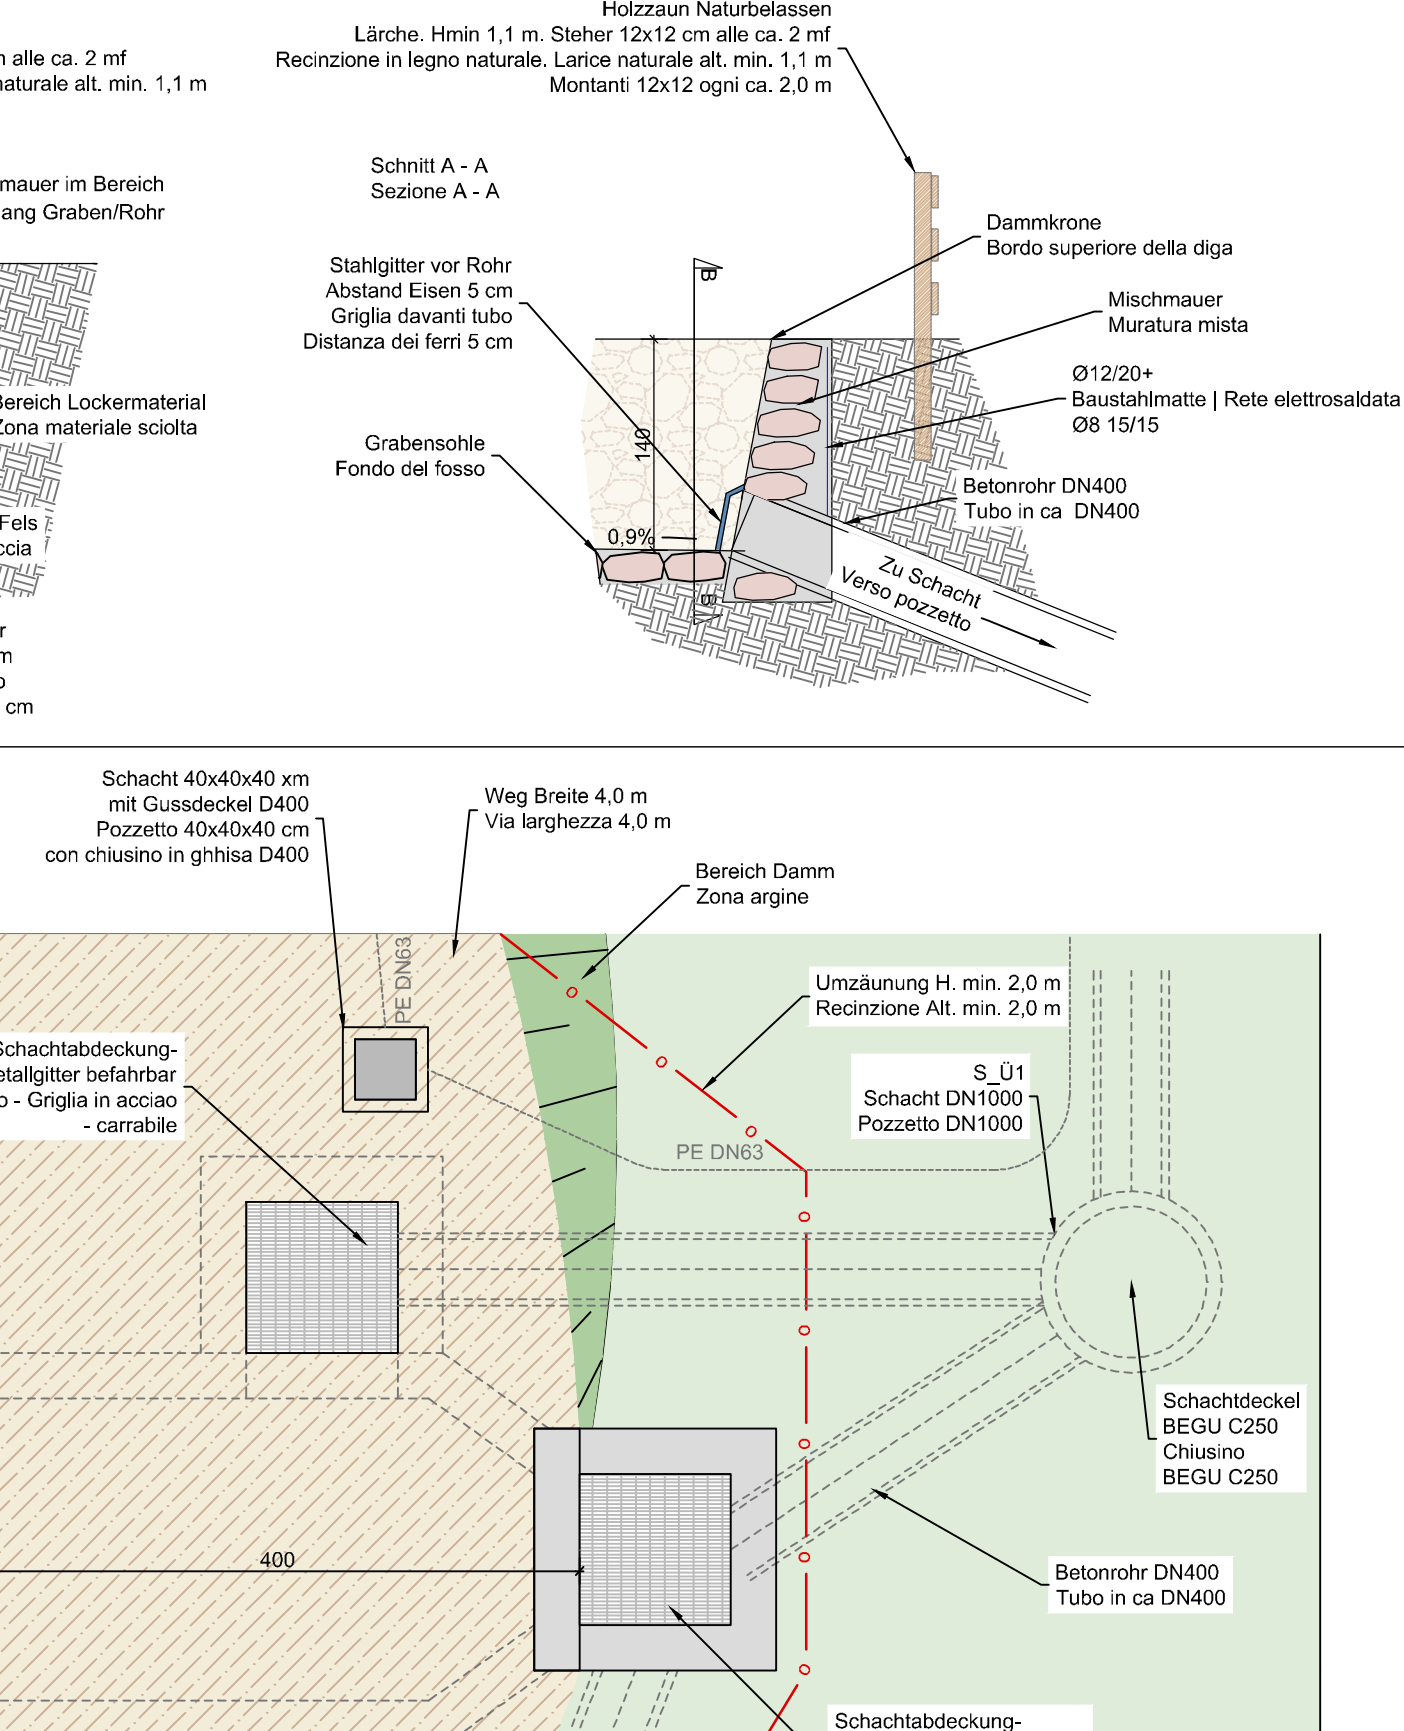 Holzzaun Naturbelassen
Lärche. Hmin 1,1 m. Steher 12x12 cm alle ca. 2 mf
Recinzione in legno naturale. Larice naturale alt. min. 1,1 m
Montanti 12x12 ogni ca. 2,0 m
alle ca. 2 mf
naturale alt. min. 1,1 m
Schnitt A - A
Sezione A - A
mauer im Bereich
ang Graben/Rohr
Dammkrone
Bordo superiore della diga
Stahlgitter vor Rohr
Abstand Eisen 5 cm
Griglia davanti tubo
Distanza dei ferri 5 cm
B
Mischmauer
Muratura mista
Ø12/20+
Baustahlmatte | Rete elettrosaldata
Ø8 15/15
Bereich Lockermaterial
Zona materiale sciolta
Grabensohle
Fondo del fosso
140
Betonrohr DN400
Tubo in ca DN400
Fels
ccia
0,9%
Zu Schacht
Verso pozzetto
B
r
m
o
cm
Schacht 40x40x40 xm
mit Gussdeckel D400
Pozzetto 40x40x40 cm
con chiusino in ghhisa D400
Weg Breite 4,0 m
Via larghezza 4,0 m
Bereich Damm
Zona argine
PE DN63
Umzäunung H. min. 2,0 m
Recinzione Alt. min. 2,0 m
Schachtabdeckung-
etallgitter befahrbar
o - Griglia in acciao
- carrabile
S_Ü1
Schacht DN1000
Pozzetto DN1000
PE DN63
Schachtdeckel
BEGU C250
Chiusino
BEGU C250
400
Betonrohr DN400
Tubo in ca DN400
Schachtabdeckung-